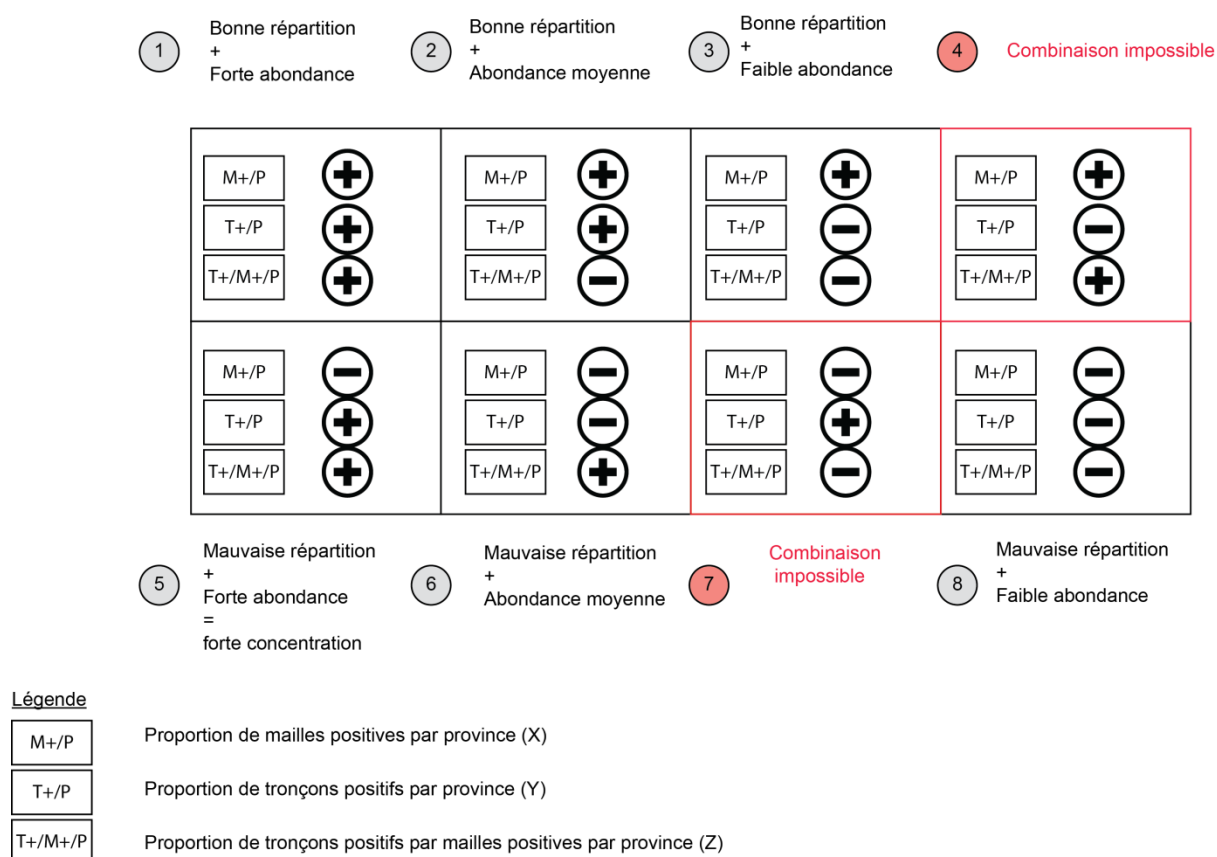 1
Bonne répartition
+
Forte abondance
2
Bonne répartition
+
Abondance moyenne
3
Bonne répartition
+
Faible abondance
4
Combinaison impossible
M+/P
T+/P
T+/M+/P
M+/P
T+/P
T+/M+/P
M+/P
T+/P
T+/M+/P
M+/P
T+/P
T+/M+/P
M+/P
T+/P
T+/M+/P
M+/P
T+/P
T+/M+/P
M+/P
T+/P
T+/M+/P
M+/P
T+/P
T+/M+/P
5
Mauvaise répartition
+
Forte abondance
=
forte concentration
6
Mauvaise répartition
+
Abondance moyenne
7
Combinaison
impossible
8
Mauvaise répartition
+
Faible abondance
Légende
M+/P Proportion de mailles positives par province (X)
T+/P Proportion de tronçons positifs par province (Y)
T+/M+/P Proportion de tronçons positifs par mailles positives par province (Z)